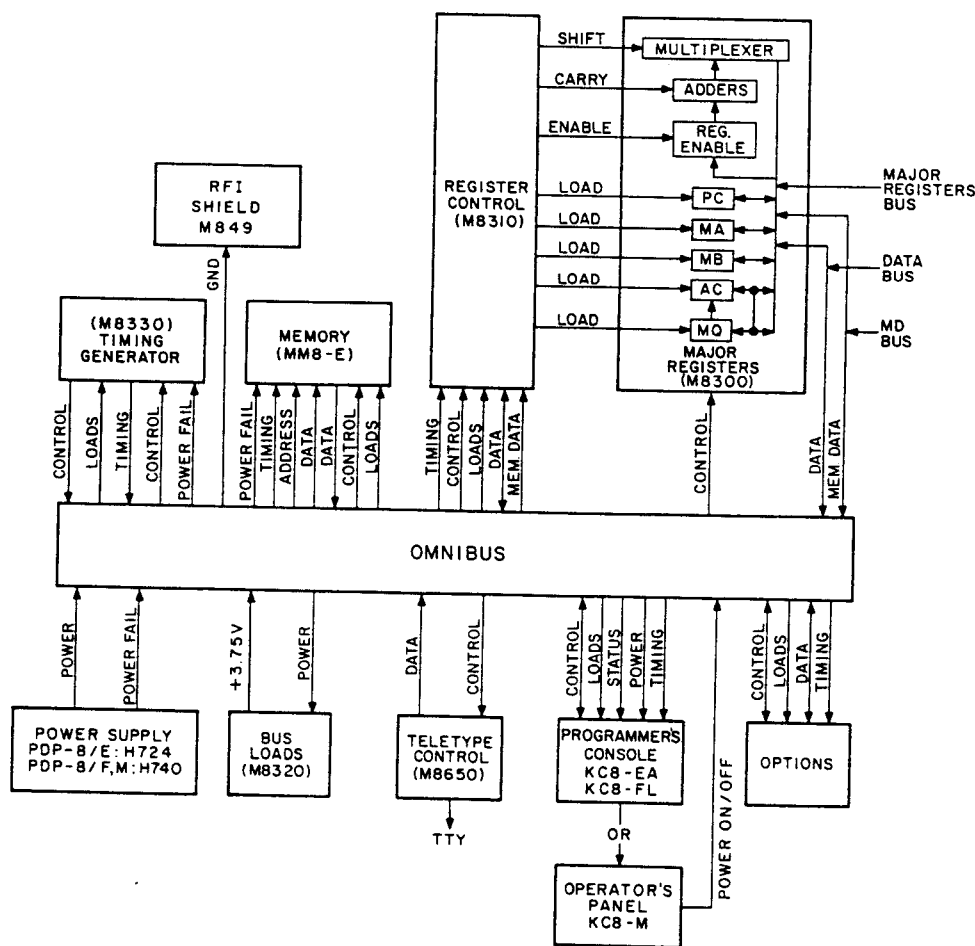 SHIFT
MULTIPLEXER
CARRY
ADDERS
ENABLE
REG.
ENABLE
REGISTER
CONTROL
(M8310)
LOAD
PC
LOAD
MA
LOAD
MB
LOAD
AC
LOAD
MQ
MAJOR
REGISTERS
(M8300)
MAJOR
REGISTERS
BUS
DATA
BUS
MD
BUS
RFI
SHIELD
M849
GND
(M8330)
TIMING
GENERATOR
MEMORY
(MM8-E)
CONTROL
LOADS
TIMING
CONTROL
POWER FAIL
POWER FAIL
TIMING
ADDRESS
DATA
DATA
CONTROL
LOADS
TIMING
CONTROL
LOADS
DATA
MEM DATA
CONTROL
DATA
MEM DATA
OMNIBUS
POWER
POWER FAIL
+3.75V
POWER
DATA
CONTROL
CONTROL
LOADS
STATUS
POWER
TIMING
CONTROL
LOADS
DATA
TIMING
POWER SUPPLY
PDP-8/E:H724
PDP-8/F,M:H740
BUS
LOADS
(M8320)
TELETYPE
CONTROL
(M8650)
TTY
PROGRAMMER'S
CONSOLE
KC8-EA
KC8-FL
OR
OPERATOR'S
PANEL
KC8-M
POWER ON/OFF
OPTIONS